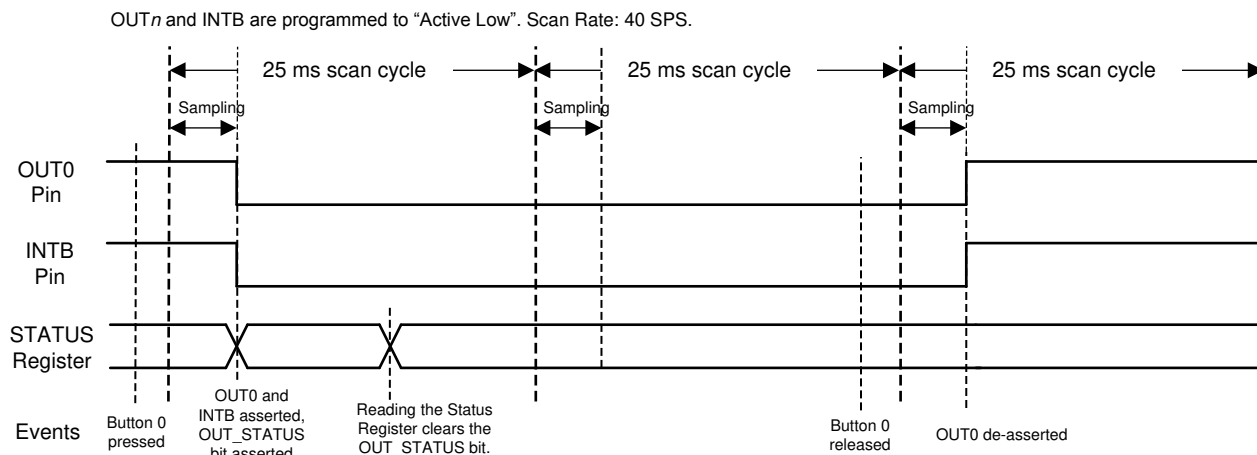 OUTn and INTB are programmed to “Active Low”. Scan Rate: 40 SPS.
25 ms scan cycle
25 ms scan cycle
25 ms scan cycle
Sampling
Sampling
Sampling
OUT0
Pin
INTB
Pin
STATUS
Register
Events
Button 0
pressed
OUT0 and
INTB asserted,
OUT_STATUS
bit asserted
Reading the Status
Register clears the
OUT_STATUS bit.
Button 0
released
OUT0 de-asserted